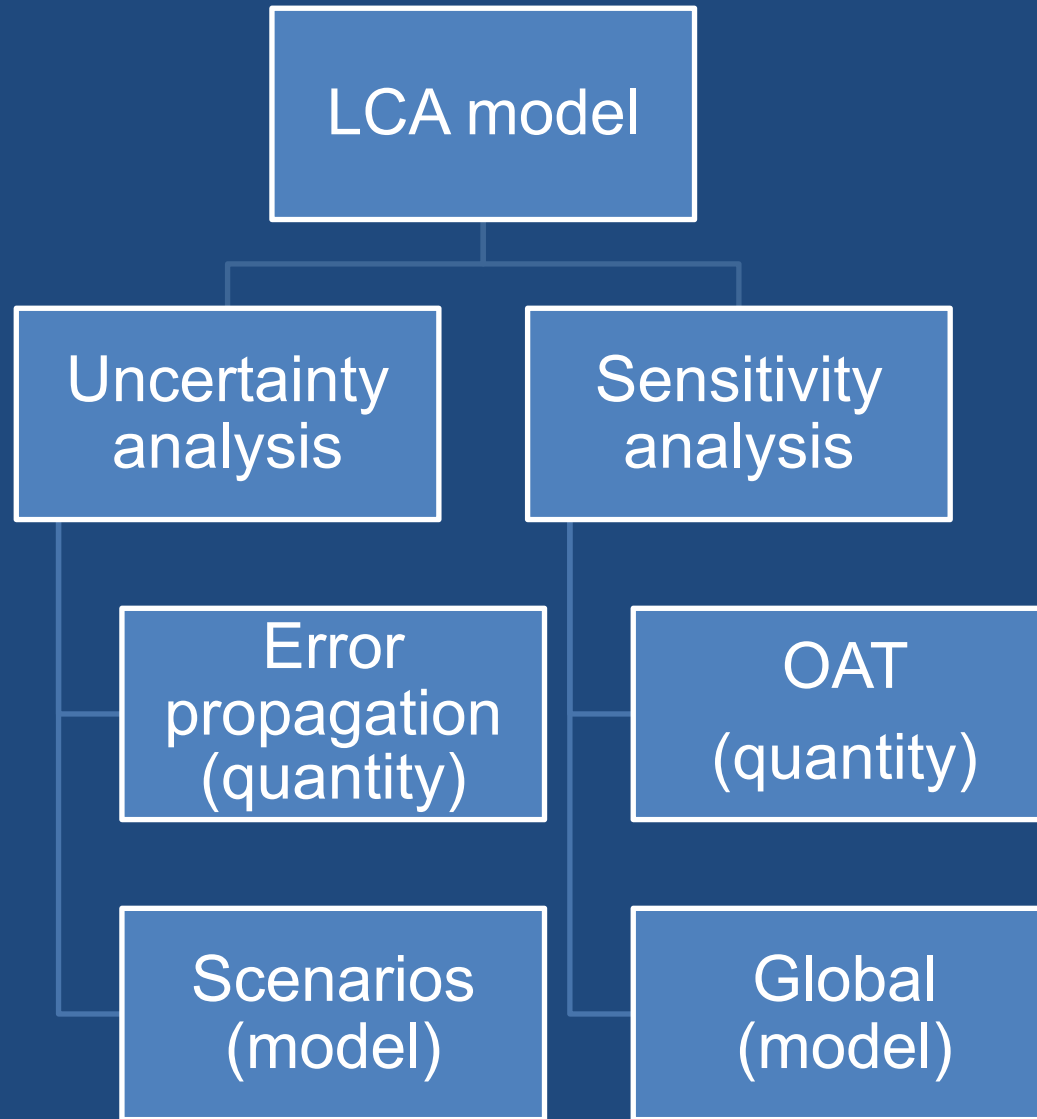 LCA model
Uncertainty
analysis
Sensitivity
analysis
Error
propagation
(quantity)
OAT
(quantity)
Scenarios
(model)
Global
(model)